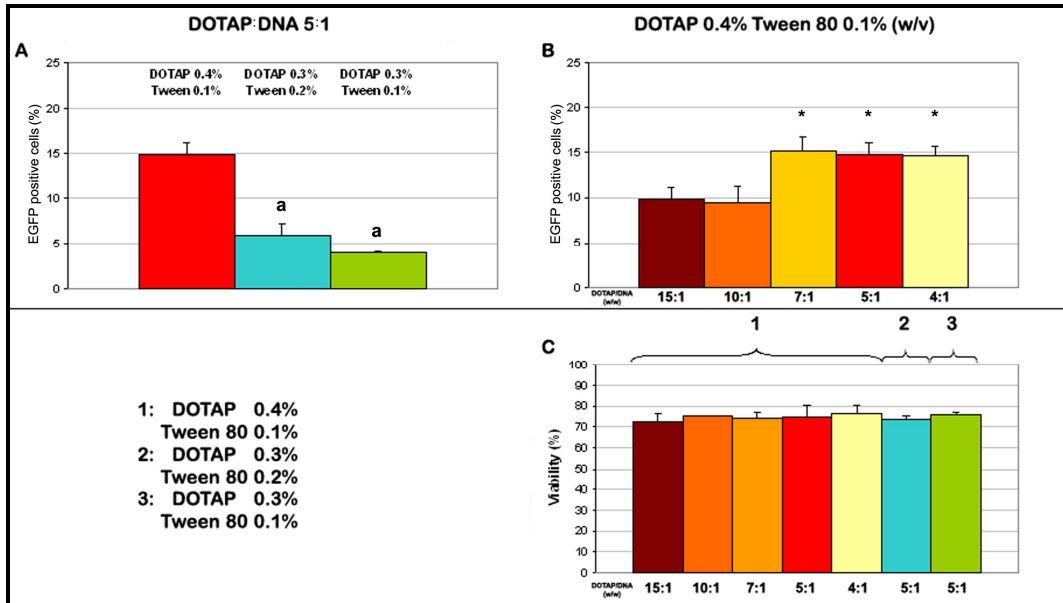 DOTAP:DNA 5:1
DOTAP 0.4% Tween 80 0.1% (w/v)
A
EGFP positive cells (%)
25
20
15
10
5
0
DOTAP 0.4% DOTAP 0.3% DOTAP 0.3%
Tween 0.1% Tween 0.2% Tween 0.1%
a
a
B
EGFP positive cells (%)
25
20
15
10
5
0
* * *
DOTAP/DNA
(w/w)
15:1 10:1 7:1 5:1 4:1
1: DOTAP 0.4%
Tween 80 0.1%
2: DOTAP 0.3%
Tween 80 0.2%
3: DOTAP 0.3%
Tween 80 0.1%
1 2 3
C
Viability (%)
100
90
80
70
60
50
40
30
20
10
0
DOTAP/DNA
(w/w)
15:1 10:1 7:1 5:1 4:1 5:1 5:1